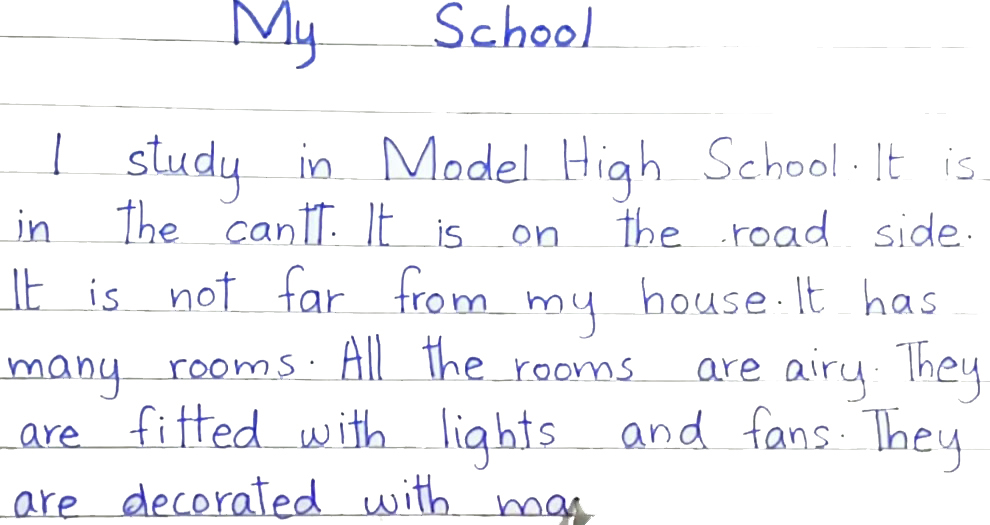 My School
I study in Model High School. It is
in the cantt. It is on the road side.
It is not far from my house. It has
many rooms. All the rooms are airy. They
are fitted with lights and fans. They
are decorated with